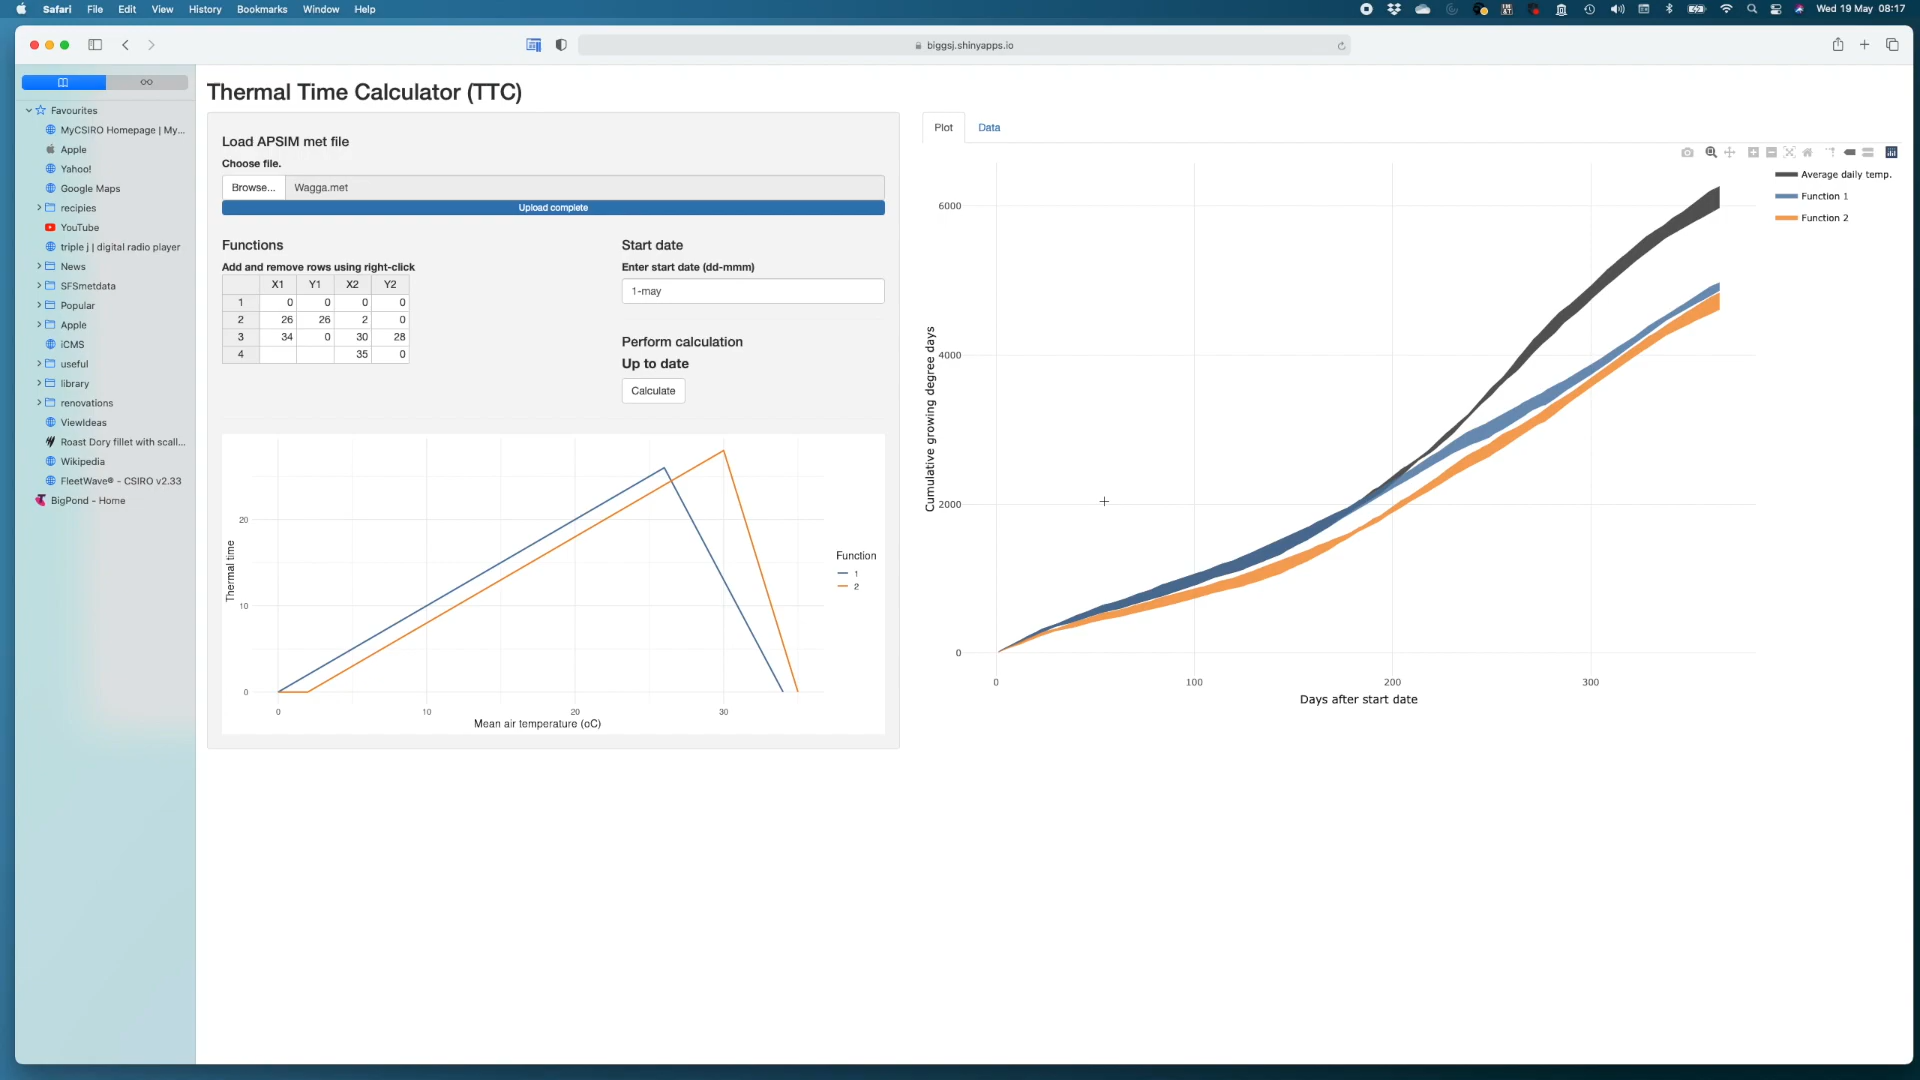 Safari File Edit View History Bookmarks Window Help
Wed 19 May 08:17
biggsj.shinyapps.io
Favourites
MyCSIRO Homepage | My...
Apple
Yahoo!
Google Maps
recipies
YouTube
triple j | digital radio player
News
SFSmetdata
Popular
Apple
iCMS
useful
library
renovations
ViewIdeas
Roast Dory fillet with scall...
Wikipedia
FleetWave® - CSIRO v2.33
BigPond - Home
Thermal Time Calculator (TTC)
Load APSIM met file
Choose file.
Browse... Wagga.met
Upload complete
Functions
Add and remove rows using right-click
X1 Y1 X2 Y2
1 0 0 0 0
2 26 26 2 0
3 34 0 30 28
4 35 0
Start date
Enter start date (dd-mmm)
1-may
Perform calculation
Up to date
Calculate
Thermal time
20
10
0
0 10 20 30
Mean air temperature (oC)
Function
1
2
Plot Data
Average daily temp.
Function 1
Function 2
Cumulative growing degree days
6000
4000
2000
0
0 100 200 300
Days after start date